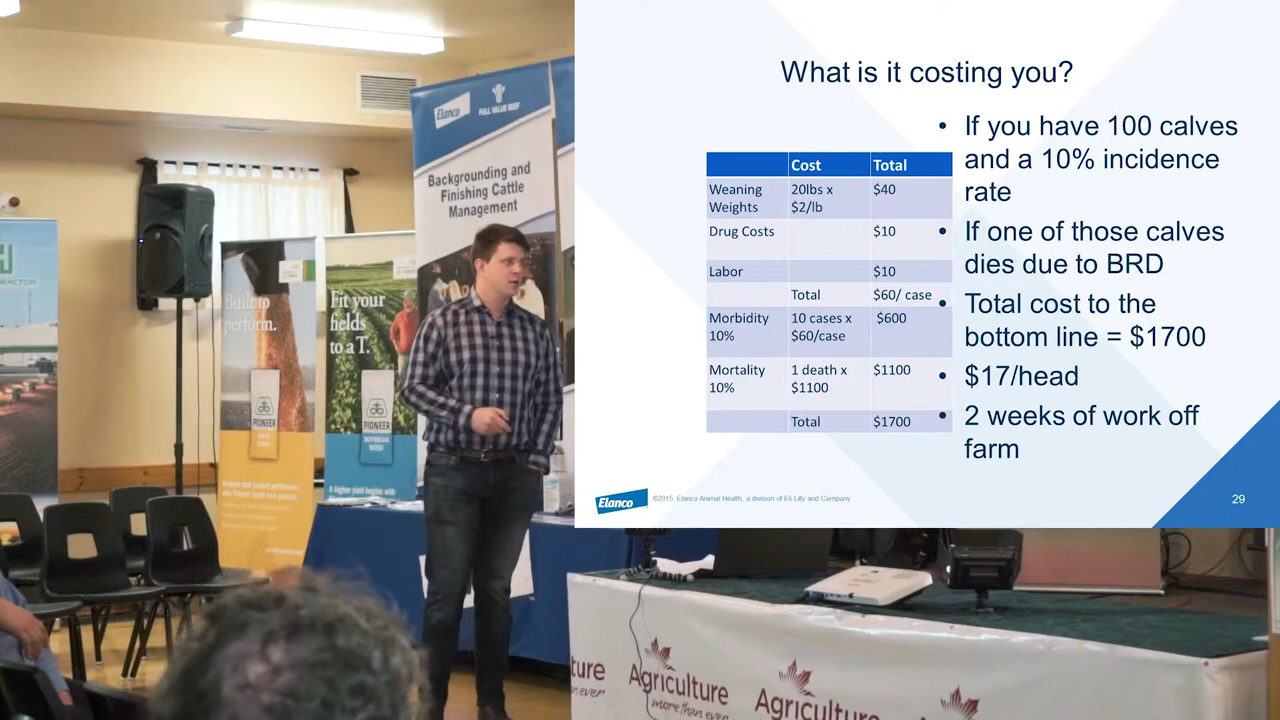 What is it costing you?
Cost Total
Weaning Weights 20lbs x $2/lb $40
Drug Costs $10
Labor $10
Total $60/ case
Morbidity 10% 10 cases x $60/case $600
Mortality 10% 1 death x $1100 $1100
Total $1700
• If you have 100 calves
and a 10% incidence
rate
• If one of those calves
dies due to BRD
• Total cost to the
bottom line = $1700
• $17/head
• 2 weeks of work off
farm
Elanco
©2015, Elanco Animal Health, a division of Eli Lilly and Company
29
Elanco
FULL VALUE BEEF
Backgrounding and
Finishing Cattle
Management
Built to
perform.
PIONEER
Fit your
fields
to a T.
PIONEER
A higher yield begins with
Agriculture
more than ever
Agriculture